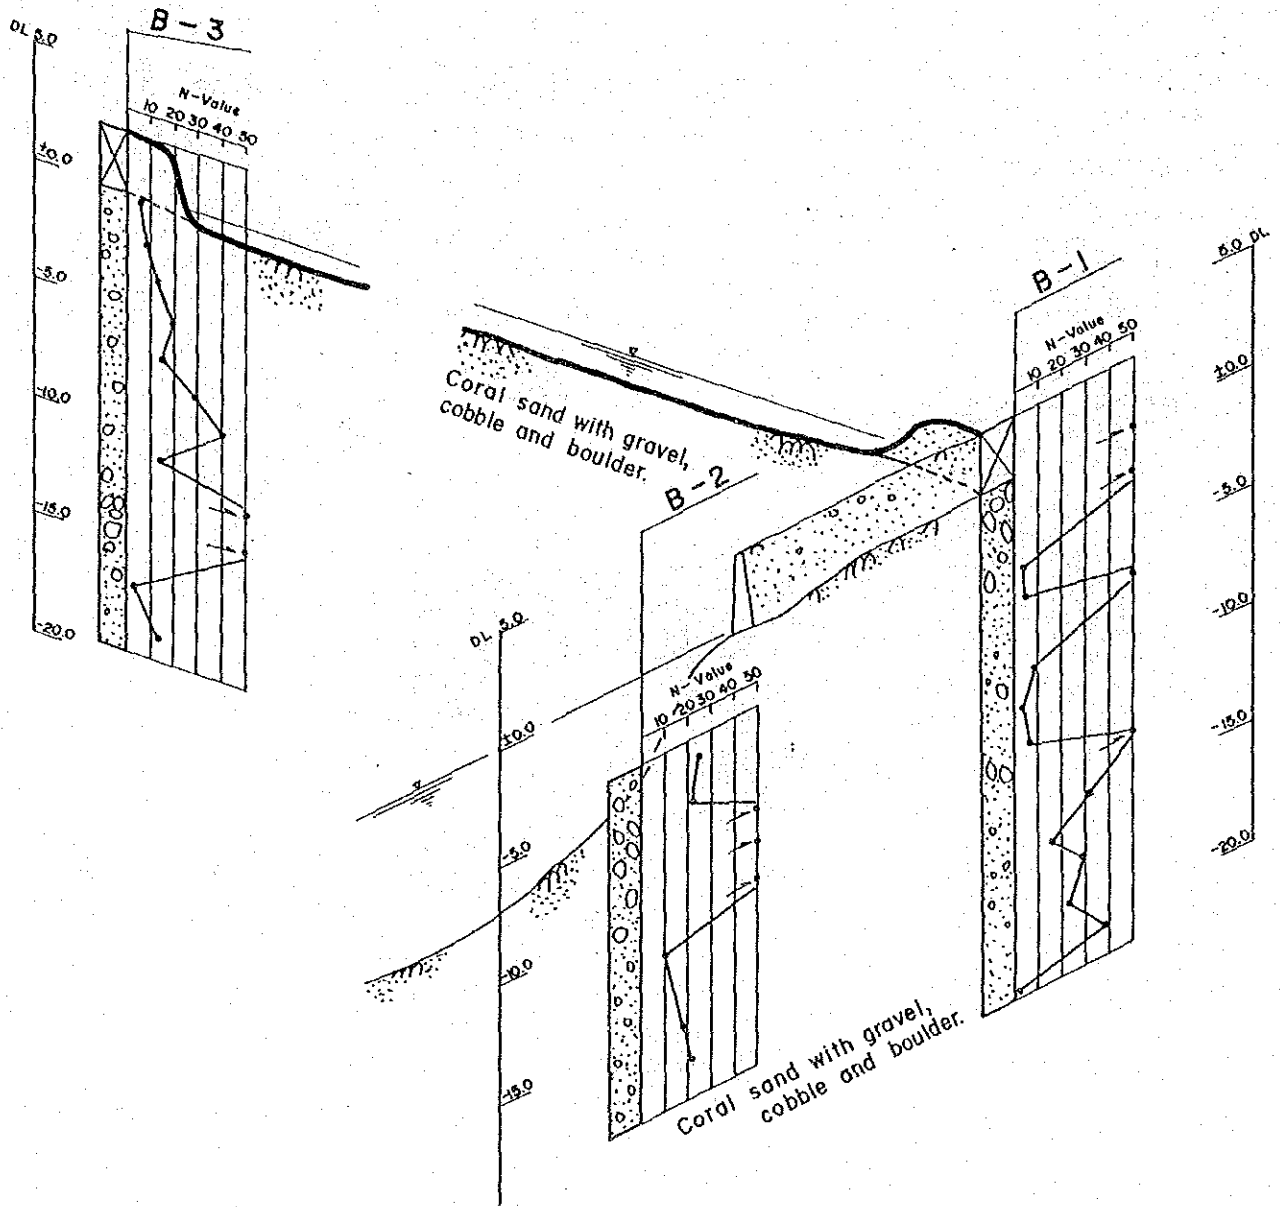 B-3
DL 5.0
N-Value
10 20 30 40 50
±0.0
-5.0
-10.0
-15.0
-20.0
Coral sand with gravel,
cobble and boulder.
B-1
5.0 DL
N-Value
10 20 30 40 50
±0.0
-5.0
-10.0
-15.0
-20.0
B-2
DL 5.0
N-Value
10 20 30 40 50
±0.0
-5.0
-10.0
-15.0
Coral sand with gravel,
cobble and boulder.